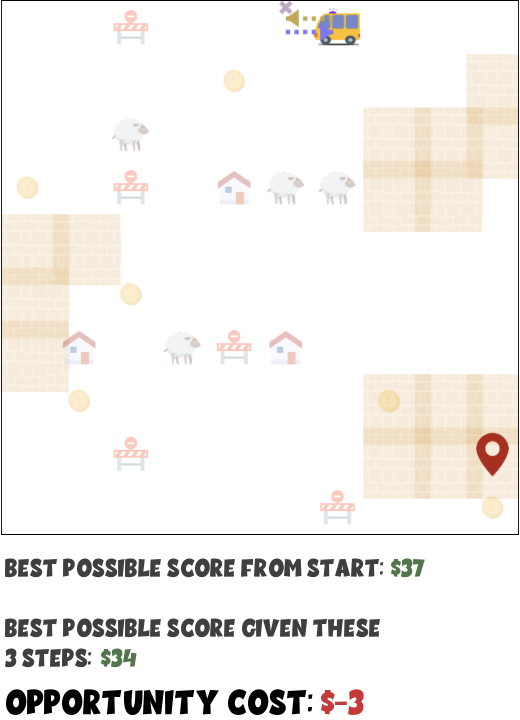 BEST POSSIBLE SCORE FROM START: $37
BEST POSSIBLE SCORE GIVEN THESE
3 STEPS: $34
OPPORTUNITY COST: $-3